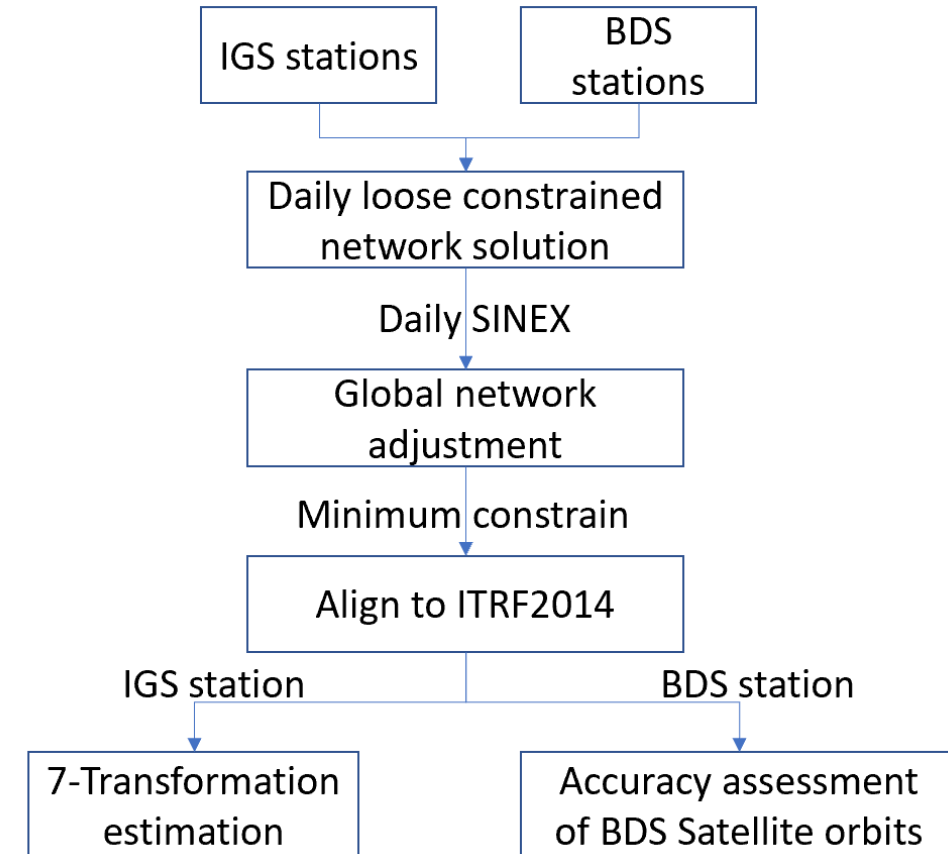 IGS stations
BDS
stations
Daily loose constrained
network solution
Daily SINEX
Global network
adjustment
Minimum constrain
Align to ITRF2014
IGS station
BDS station
7-Transformation
estimation
Accuracy assessment
of BDS Satellite orbits